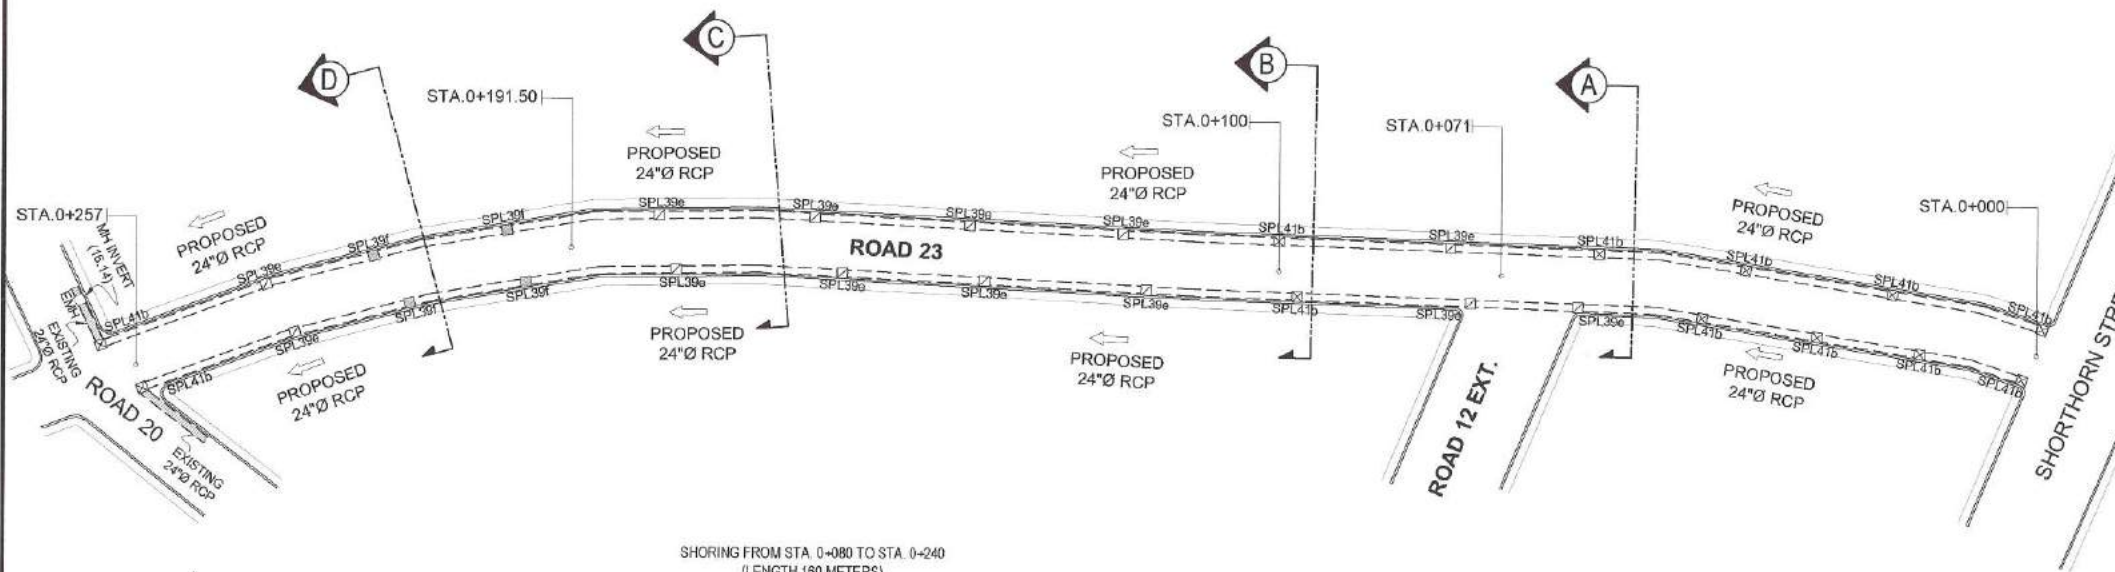 D
C
B
A
STA.0+191.50
STA.0+100
STA.0+071
STA.0+257
STA.0+000
PROPOSED
24"Ø RCP
PROPOSED
24"Ø RCP
PROPOSED
24"Ø RCP
PROPOSED
24"Ø RCP
MH INVERT
(16.14)
EMH
EXISTING
24"Ø RCP
SPL41b
SPL39e
SPL39f
SPL39f
SPL39e
SPL39e
SPL39e
SPL39e
SPL41b
SPL39e
SPL41b
SPL41b
SPL41b
SPL41b
ROAD 23
SPL41b
SPL39e
SPL39f
SPL39f
SPL39e
SPL39e
SPL39e
SPL39e
SPL41b
SPL39e
SPL39e
SPL41b
SPL41b
SPL41b
SPL41b
PROPOSED
24"Ø RCP
PROPOSED
24"Ø RCP
PROPOSED
24"Ø RCP
PROPOSED
24"Ø RCP
ROAD 20
EXISTING
24"Ø RCP
ROAD 12 EXT.
SHORTHORN
SHORING FROM STA. 0+080 TO STA. 0+240
(LENGTH 160 METERS)